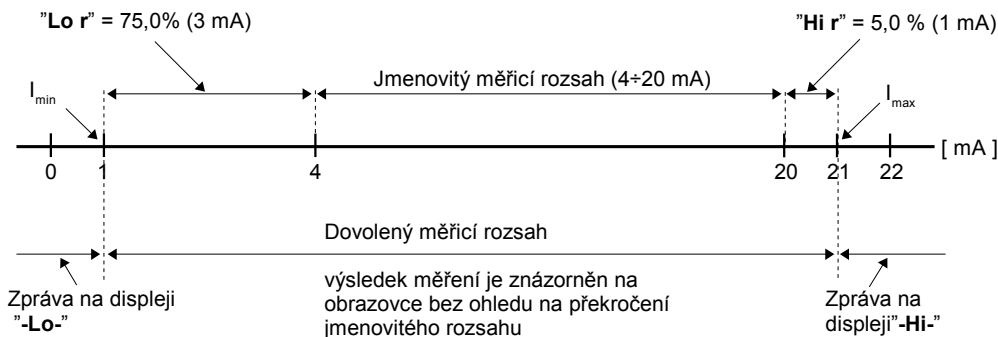 "Lo r" = 75,0% (3 mA)
"Hi r" = 5,0 % (1 mA)
Jmenovitý měřicí rozsah (4÷20 mA)
I min
I max
[ mA ]
0 1 4 20 21 22
Dovolený měřicí rozsah
výsledek měření je znázorněn na
obrazovce bez ohledu na překročení
jmenovitého rozsahu
Zpráva na displeji
"-Lo-"
Zpráva na
displeji"-Hi-"